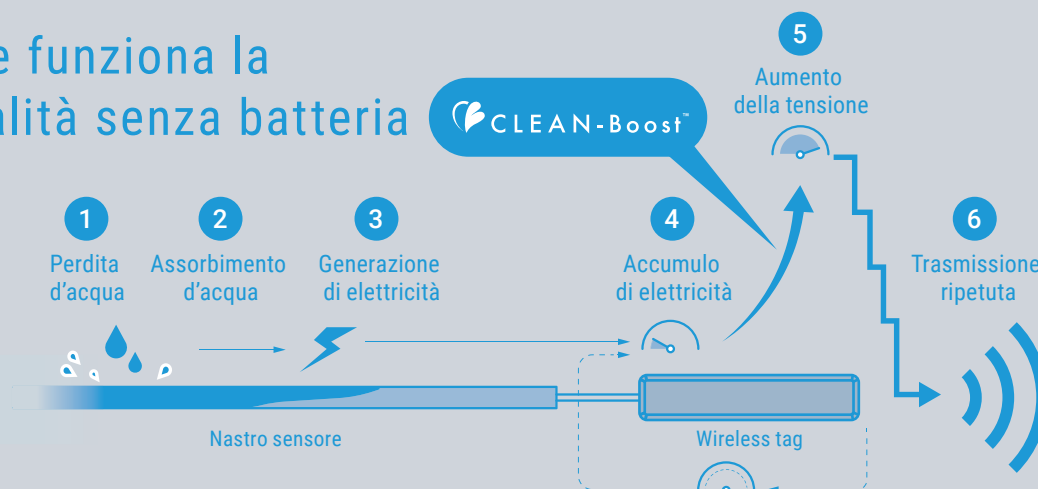 e funziona la
alità senza batteria
CLEAN-Boost™
5
Aumento
della tensione
1
Perdita
d'acqua
2
Assorbimento
d'acqua
3
Generazione
di elettricità
4
Accumulo
di elettricità
6
Trasmissione
ripetuta
Nastro sensore
Wireless tag